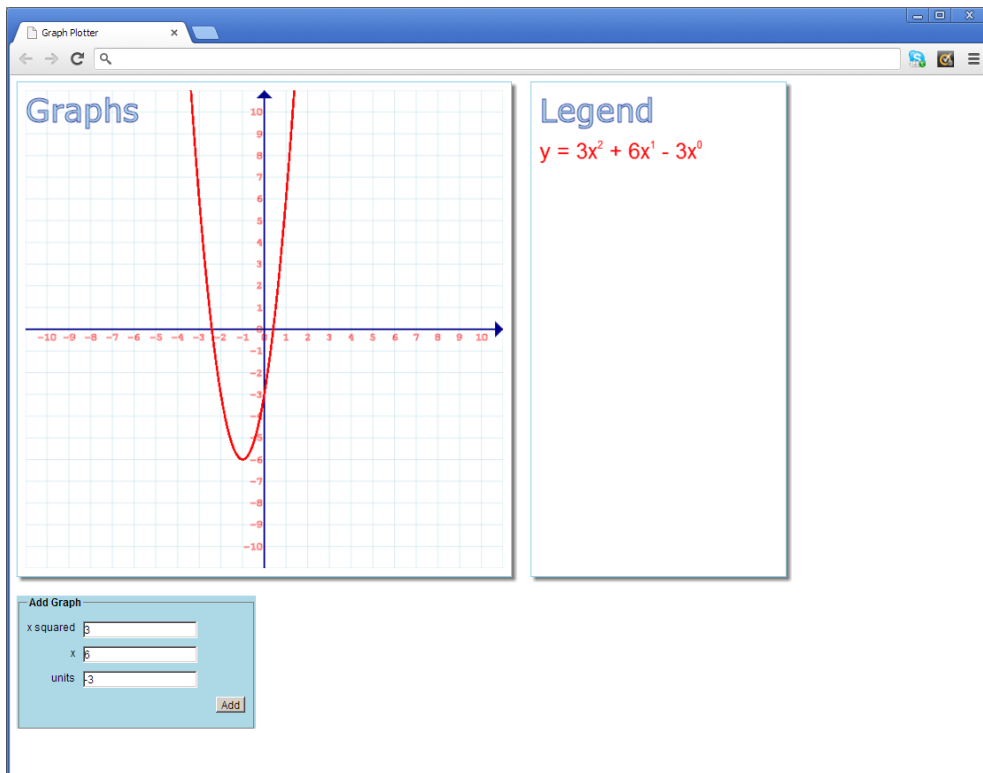 Graph Plotter
Graphs
10
9
8
7
6
5
4
3
2
1
0
-10 -9 -8 -7 -6 -5 -4 -3 -2 -1 0 1 2 3 4 5 6 7 8 9 10
-1
-2
-3
-4
-5
-6
-7
-8
-9
-10
Legend
y = 3x² + 6x¹ - 3x⁰
Add Graph
x squared 3
x 6
units -3
Add